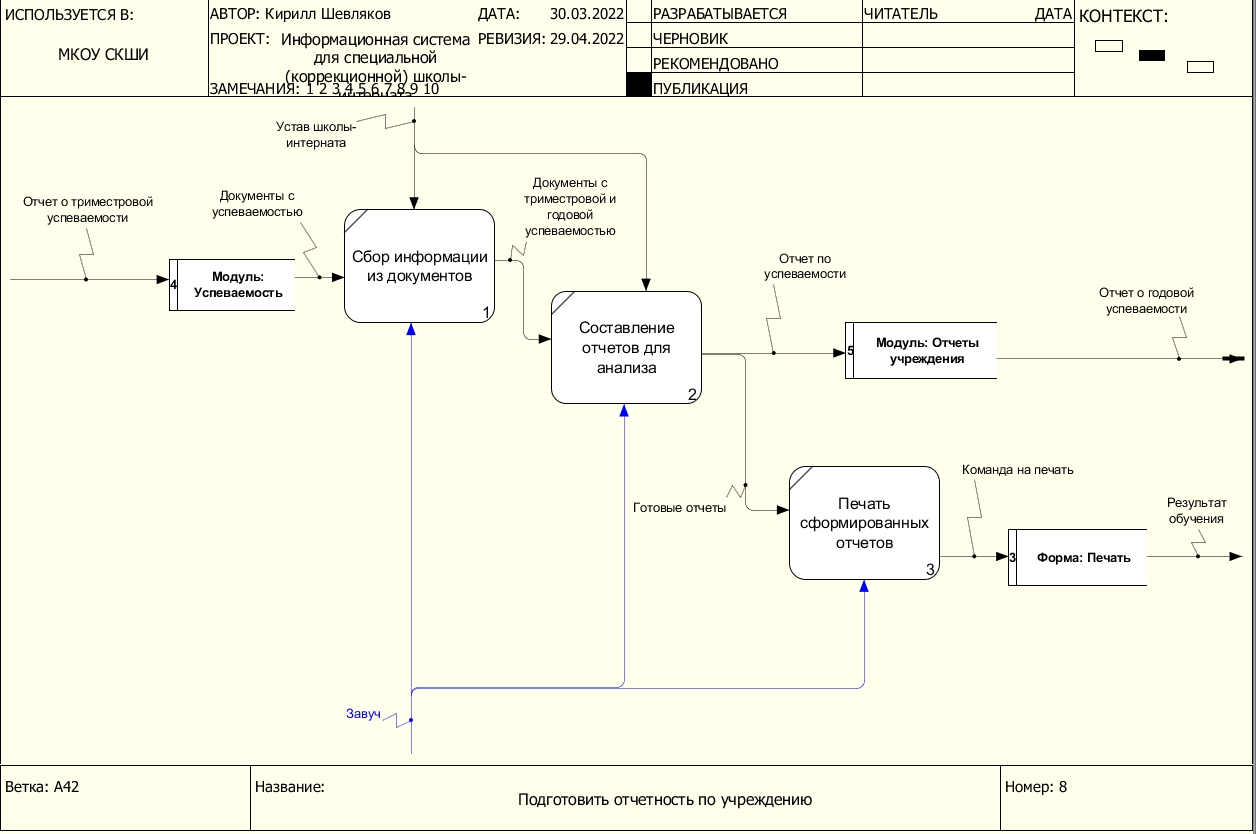 ИСПОЛЬЗУЕТСЯ В:
МКОУ СКШИ
АВТОР: Кирилл Шевляков
ДАТА: 30.03.2022
ПРОЕКТ: Информационная система
для специальной
(коррекционной) школы-
интерната
РЕВИЗИЯ: 29.04.2022
ЗАМЕЧАНИЯ: 1 2 3 4 5 6 7 8 9 10
РАЗРАБАТЫВАЕТСЯ
ЧЕРНОВИК
РЕКОМЕНДОВАНО
ПУБЛИКАЦИЯ
ЧИТАТЕЛЬ ДАТА
КОНТЕКСТ:
Устав школы-
интерната
Отчет о триместровой
успеваемости
Документы с
успеваемостью
4
Модуль:
Успеваемость
Сбор информации
из документов
1
Документы с
триместровой и
годовой
успеваемостью
Составление
отчетов для
анализа
2
Отчет по
успеваемости
5
Модуль: Отчеты
учреждения
Отчет о годовой
успеваемости
Готовые отчеты
Печать
сформированных
отчетов
3
Команда на печать
3
Форма: Печать
Результат
обучения
Завуч
Ветка: A42
Название:
Подготовить отчетность по учреждению
Номер: 8